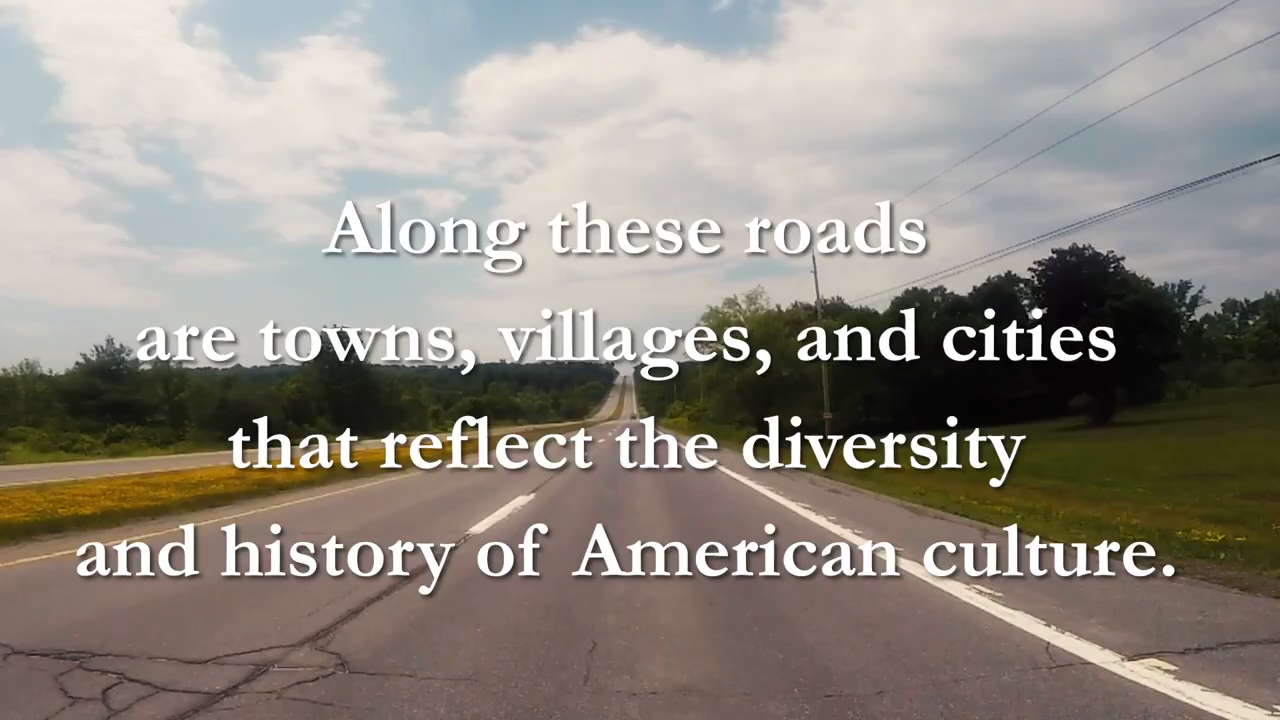 Along these roads
are towns, villages, and cities
that reflect the diversity
and history of American culture.